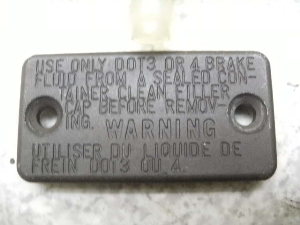 USE ONLY DOT3 OR 4 BRAKE
FLUID FROM A SEALED CON-
TAINER CLEAN FILLER
CAP BEFORE REMOV-
ING. WARNING
UTILISER DU LIQUIDE DE
FREIN DOT3 OU 4.